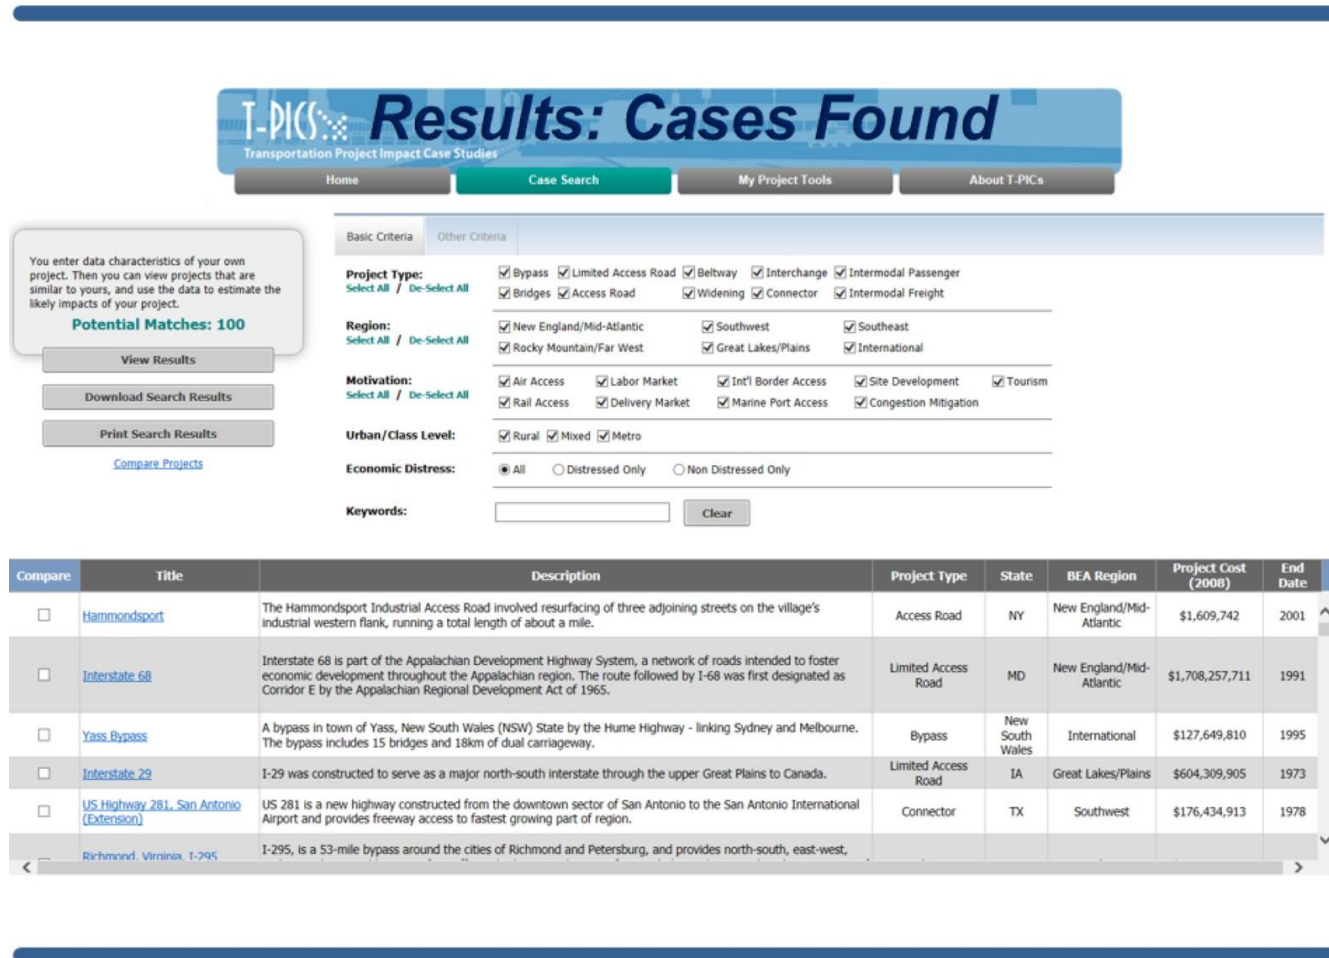 T-PICS
Results: Cases Found
Transportation Project Impact Case Studies
Home Case Search My Project Tools About T-PICs
You enter data characteristics of your own
project. Then you can view projects that are
similar to yours, and use the data to estimate the
likely impacts of your project.
Potential Matches: 100
View Results
Download Search Results
Print Search Results
Compare Projects
Basic Criteria Other Criteria
Project Type: Bypass Limited Access Road Beltway Interchange Intermodal Passenger
Select All / De-Select All Bridges Access Road Widening Connector Intermodal Freight
Region: New England/Mid-Atlantic Southwest Southeast
Select All / De-Select All Rocky Mountain/Far West Great Lakes/Plains International
Motivation: Air Access Labor Market Int'l Border Access Site Development Tourism
Select All / De-Select All Rail Access Delivery Market Marine Port Access Congestion Mitigation
Urban/Class Level: Rural Mixed Metro
Economic Distress: All Distressed Only Non Distressed Only
Keywords: Clear
Compare Title Description Project Type State BEA Region Project Cost (2008) End Date
Hammondsport
The Hammondsport Industrial Access Road involved resurfacing of three adjoining streets on the village's
industrial western flank, running a total length of about a mile.
Access Road NY New England/Mid-Atlantic $1,609,742 2001
Interstate 68
Interstate 68 is part of the Appalachian Development Highway System, a network of roads intended to foster
economic development throughout the Appalachian region. The route followed by I-68 was first designated as
Corridor E by the Appalachian Regional Development Act of 1965.
Limited Access Road MD New England/Mid-Atlantic $1,708,257,711 1991
Yass Bypass
A bypass in town of Yass, New South Wales (NSW) State by the Hume Highway - linking Sydney and Melbourne.
The bypass includes 15 bridges and 18km of dual carriageway.
Bypass New South Wales International $127,649,810 1995
Interstate 29
I-29 was constructed to serve as a major north-south interstate through the upper Great Plains to Canada.
Limited Access Road IA Great Lakes/Plains $604,309,905 1973
US Highway 281, San Antonio (Extension)
US 281 is a new highway constructed from the downtown sector of San Antonio to the San Antonio International
Airport and provides freeway access to fastest growing part of region.
Connector TX Southwest $176,434,913 1978
Richmond, Virginia, I-295
I-295, is a 53-mile bypass around the cities of Richmond and Petersburg, and provides north-south, east-west,